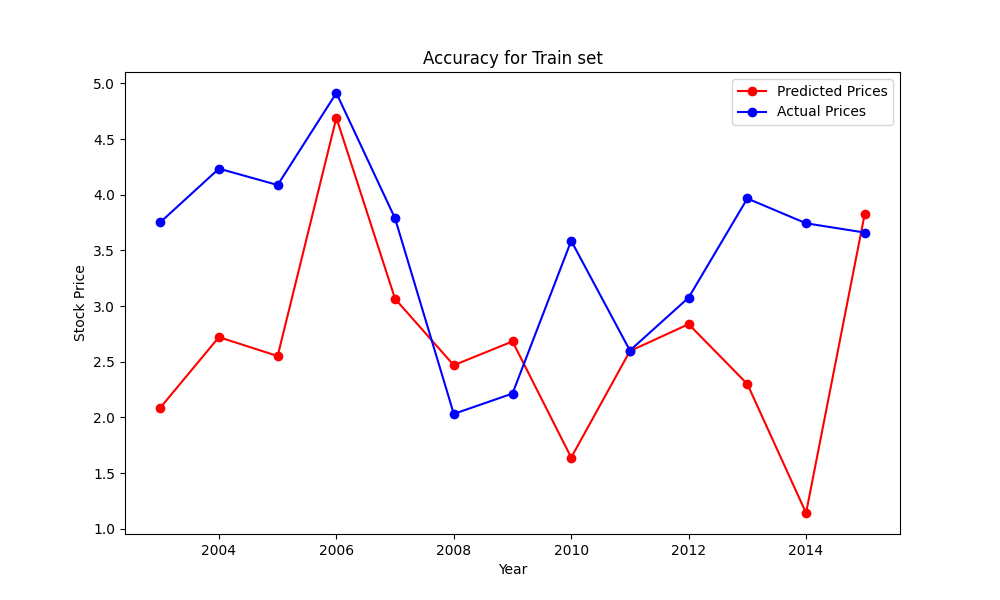 Accuracy for Train set
Predicted Prices
Actual Prices
5.0
4.5
4.0
3.5
3.0
2.5
2.0
1.5
1.0
Stock Price
2004 2006 2008 2010 2012 2014
Year